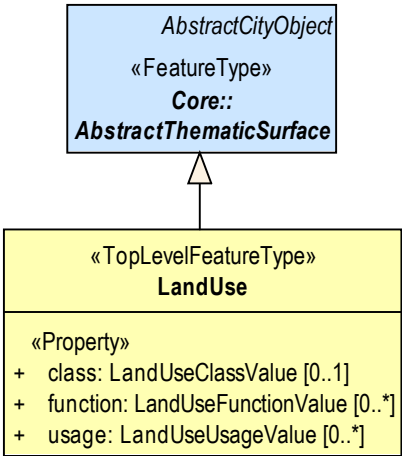 AbstractCityObject
«FeatureType»
Core::
AbstractThematicSurface
«TopLevelFeatureType»
LandUse
«Property»
+ class: LandUseClassValue [0..1]
+ function: LandUseFunctionValue [0..*]
+ usage: LandUseUsageValue [0..*]